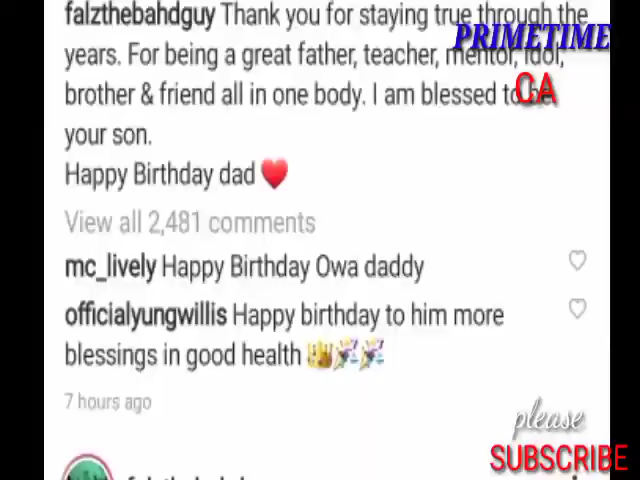 falzthebahdguy Thank you for staying true through the
years. For being a great father, teacher, mentor, idol,
brother & friend all in one body. I am blessed to be
your son.
Happy Birthday dad ❤️
View all 2,481 comments
mc_lively Happy Birthday Owa daddy
officialyungwillis Happy birthday to him more
blessings in good health 👑🎉🎉
7 hours ago
PRIMETIME
CA
please
SUBSCRIBE